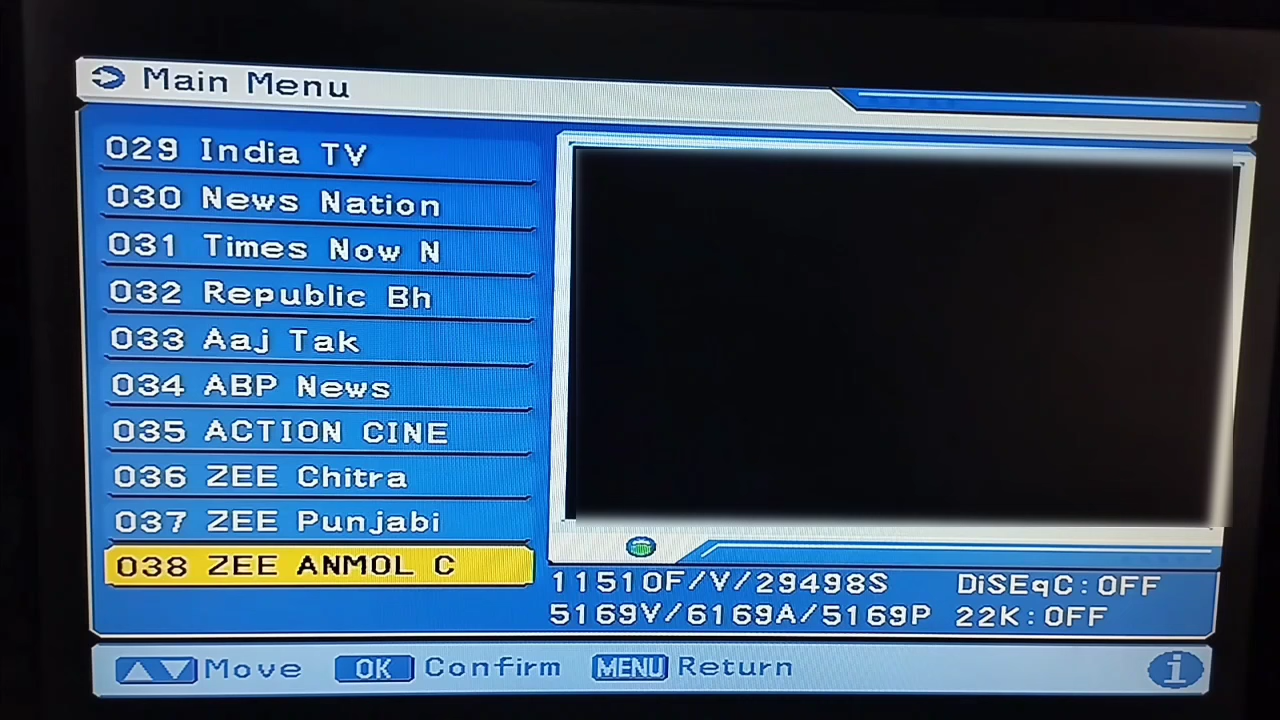 Main Menu
029 India TV
030 News Nation
031 Times Now N
032 Republic Bh
033 Aaj Tak
034 ABP News
035 ACTION CINE
036 ZEE Chitra
037 ZEE Punjabi
038 ZEE ANMOL C
11510F/V/29498S DiSEqC:OFF
5169V/6169A/5169P 22K:OFF
Move OK Confirm MENU Return i